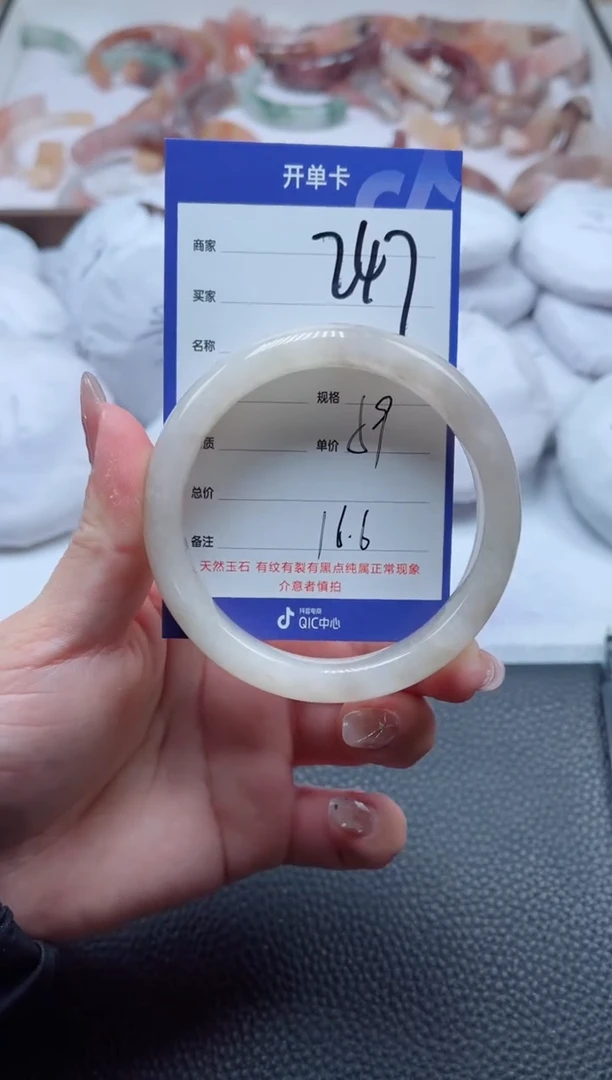 开单卡
商家 247
买家
名称
规格
质 单价 89
总价
备注 16.6
天然玉石 有纹有裂有黑点纯属正常现象
介意者慎拍
抖音电商
QIC中心